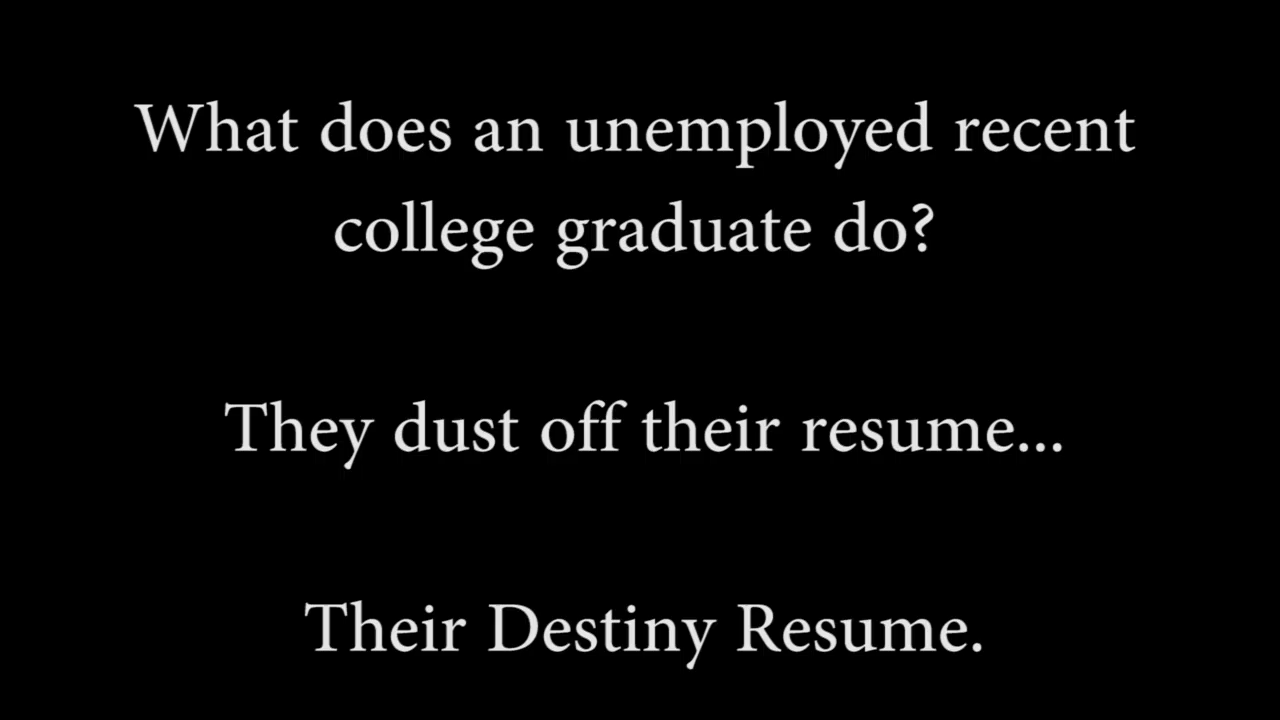 What does an unemployed recent
college graduate do?
They dust off their resume...
Their Destiny Resume.